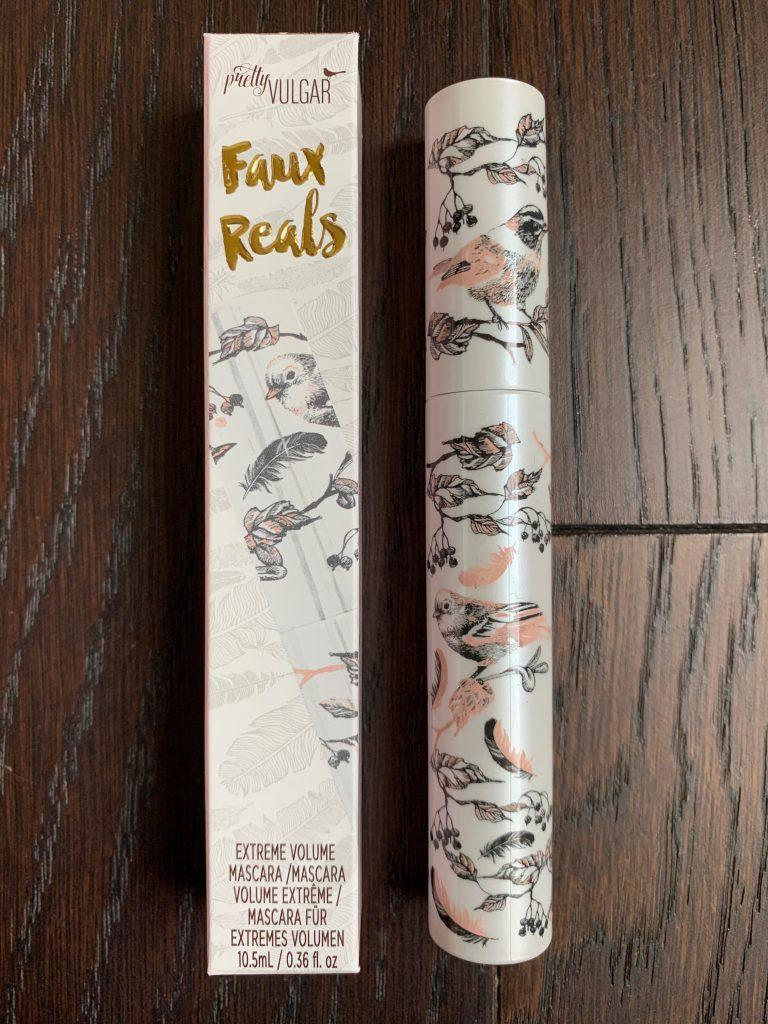 pretty VULGAR
Faux
Reals
EXTREME VOLUME
MASCARA /MASCARA
VOLUME EXTRÊME /
MASCARA FÜR
EXTREMES VOLUMEN
10.5mL / 0.36 fl. oz